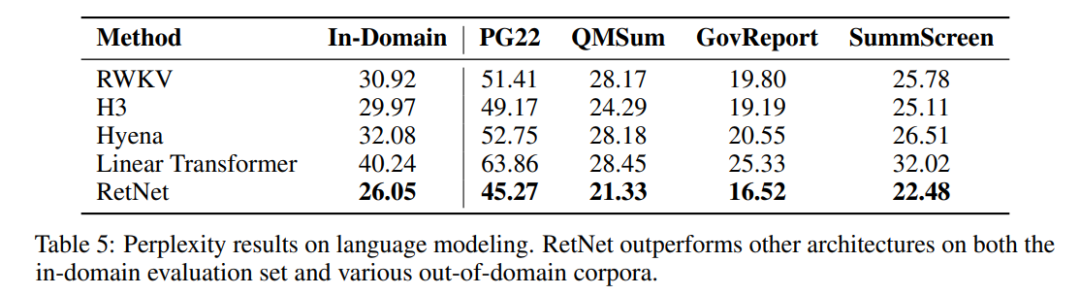 Method In-Domain PG22 QMSum GovReport SummScreen
RWKV 30.92 51.41 28.17 19.80 25.78
H3 29.97 49.17 24.29 19.19 25.11
Hyena 32.08 52.75 28.18 20.55 26.51
Linear Transformer 40.24 63.86 28.45 25.33 32.02
RetNet 26.05 45.27 21.33 16.52 22.48
Table 5: Perplexity results on language modeling. RetNet outperforms other architectures on both the
in-domain evaluation set and various out-of-domain corpora.